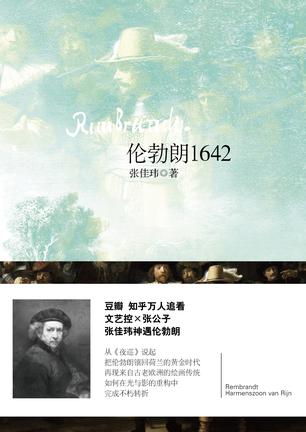 Rembrandt
伦勃朗1642
张佳玮◎著
豆瓣 知乎万人追看
文艺控×张公子
张佳玮神遇伦勃朗
从《夜巡》说起
把伦勃朗镶回荷兰的黄金时代
再现来自古老欧洲的绘画传统
如何在光与影的重构中
完成不朽转折
Rembrandt
Harmenszoon van Rijn